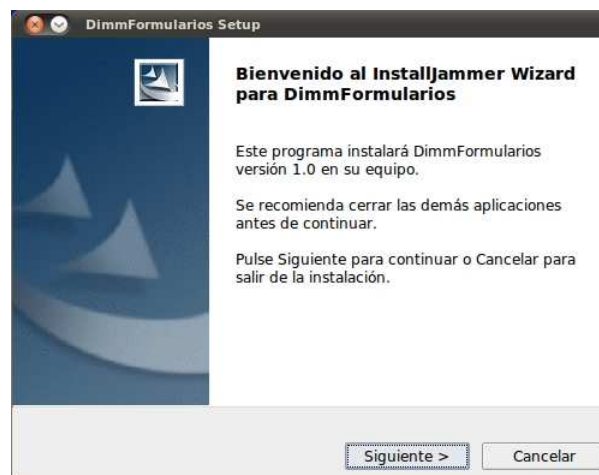 DimmFormularios Setup
Bienvenido al InstallJammer Wizard
para DimmFormularios
Este programa instalará DimmFormularios
versión 1.0 en su equipo.
Se recomienda cerrar las demás aplicaciones
antes de continuar.
Pulse Siguiente para continuar o Cancelar para
salir de la instalación.
Siguiente >
Cancelar